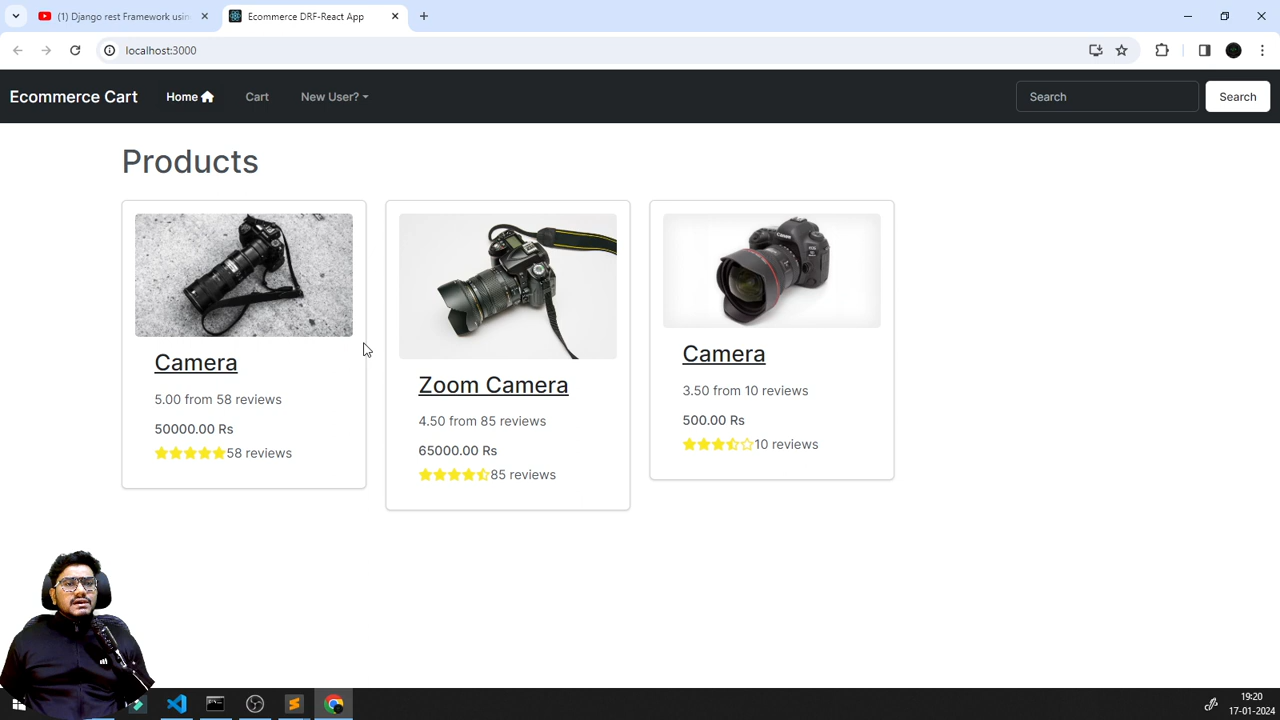 (1) Django rest Framework usin
Ecommerce DRF-React App
localhost:3000
Ecommerce Cart
Home
Cart
New User?
Search
Search
Products
Camera
5.00 from 58 reviews
50000.00 Rs
58 reviews
Zoom Camera
4.50 from 85 reviews
65000.00 Rs
85 reviews
Canon
Camera
3.50 from 10 reviews
500.00 Rs
10 reviews
19:20
17-01-2024